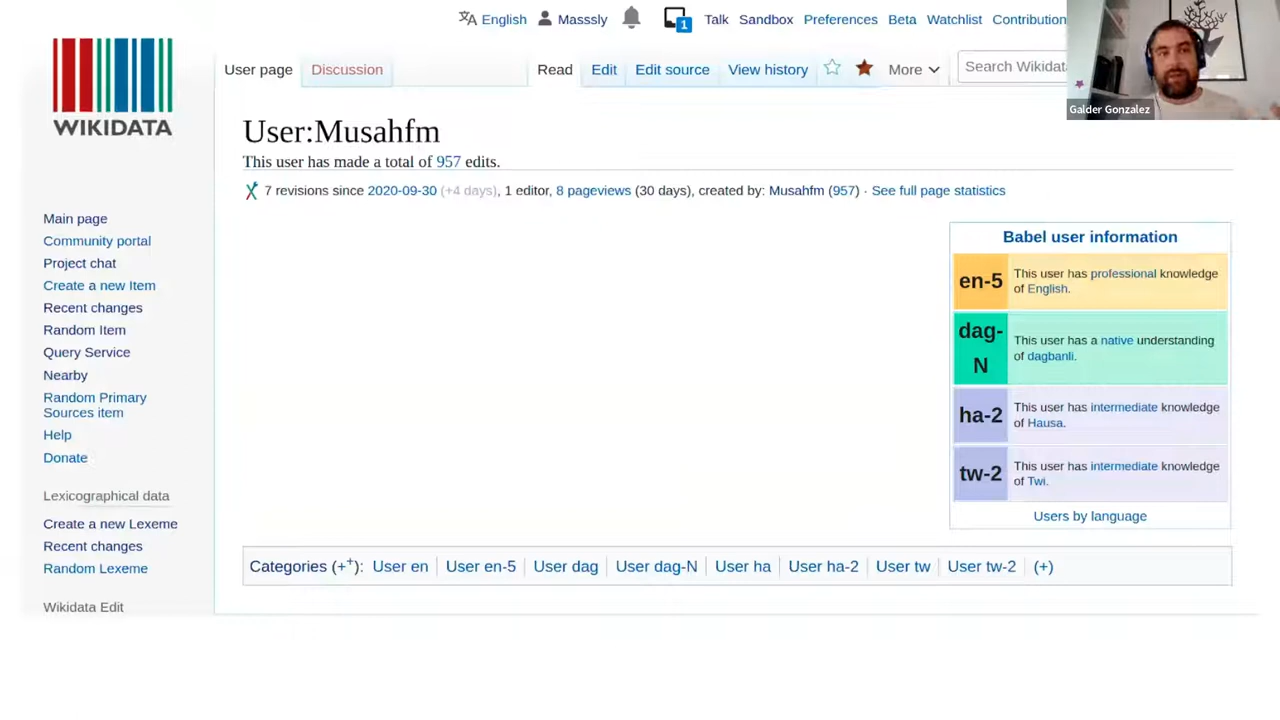 English Masssly 1 Talk Sandbox Preferences Beta Watchlist Contribution
User page Discussion Read Edit Edit source View history More Search Wikidat
WIKIDATA
Galder Gonzalez
User:Musahfm
This user has made a total of 957 edits.
7 revisions since 2020-09-30 (+4 days), 1 editor, 8 pageviews (30 days), created by: Musahfm (957) · See full page statistics
Main page
Community portal
Project chat
Create a new Item
Recent changes
Random Item
Query Service
Nearby
Random Primary
Sources item
Help
Donate
Lexicographical data
Create a new Lexeme
Recent changes
Random Lexeme
Wikidata Edit
Babel user information
en-5 This user has professional knowledge
of English.
dag-
N
This user has a native understanding
of dagbanli.
ha-2 This user has intermediate knowledge
of Hausa.
tw-2 This user has intermediate knowledge
of Twi.
Users by language
Categories (+⁺): User en User en-5 User dag User dag-N User ha User ha-2 User tw User tw-2 (+)